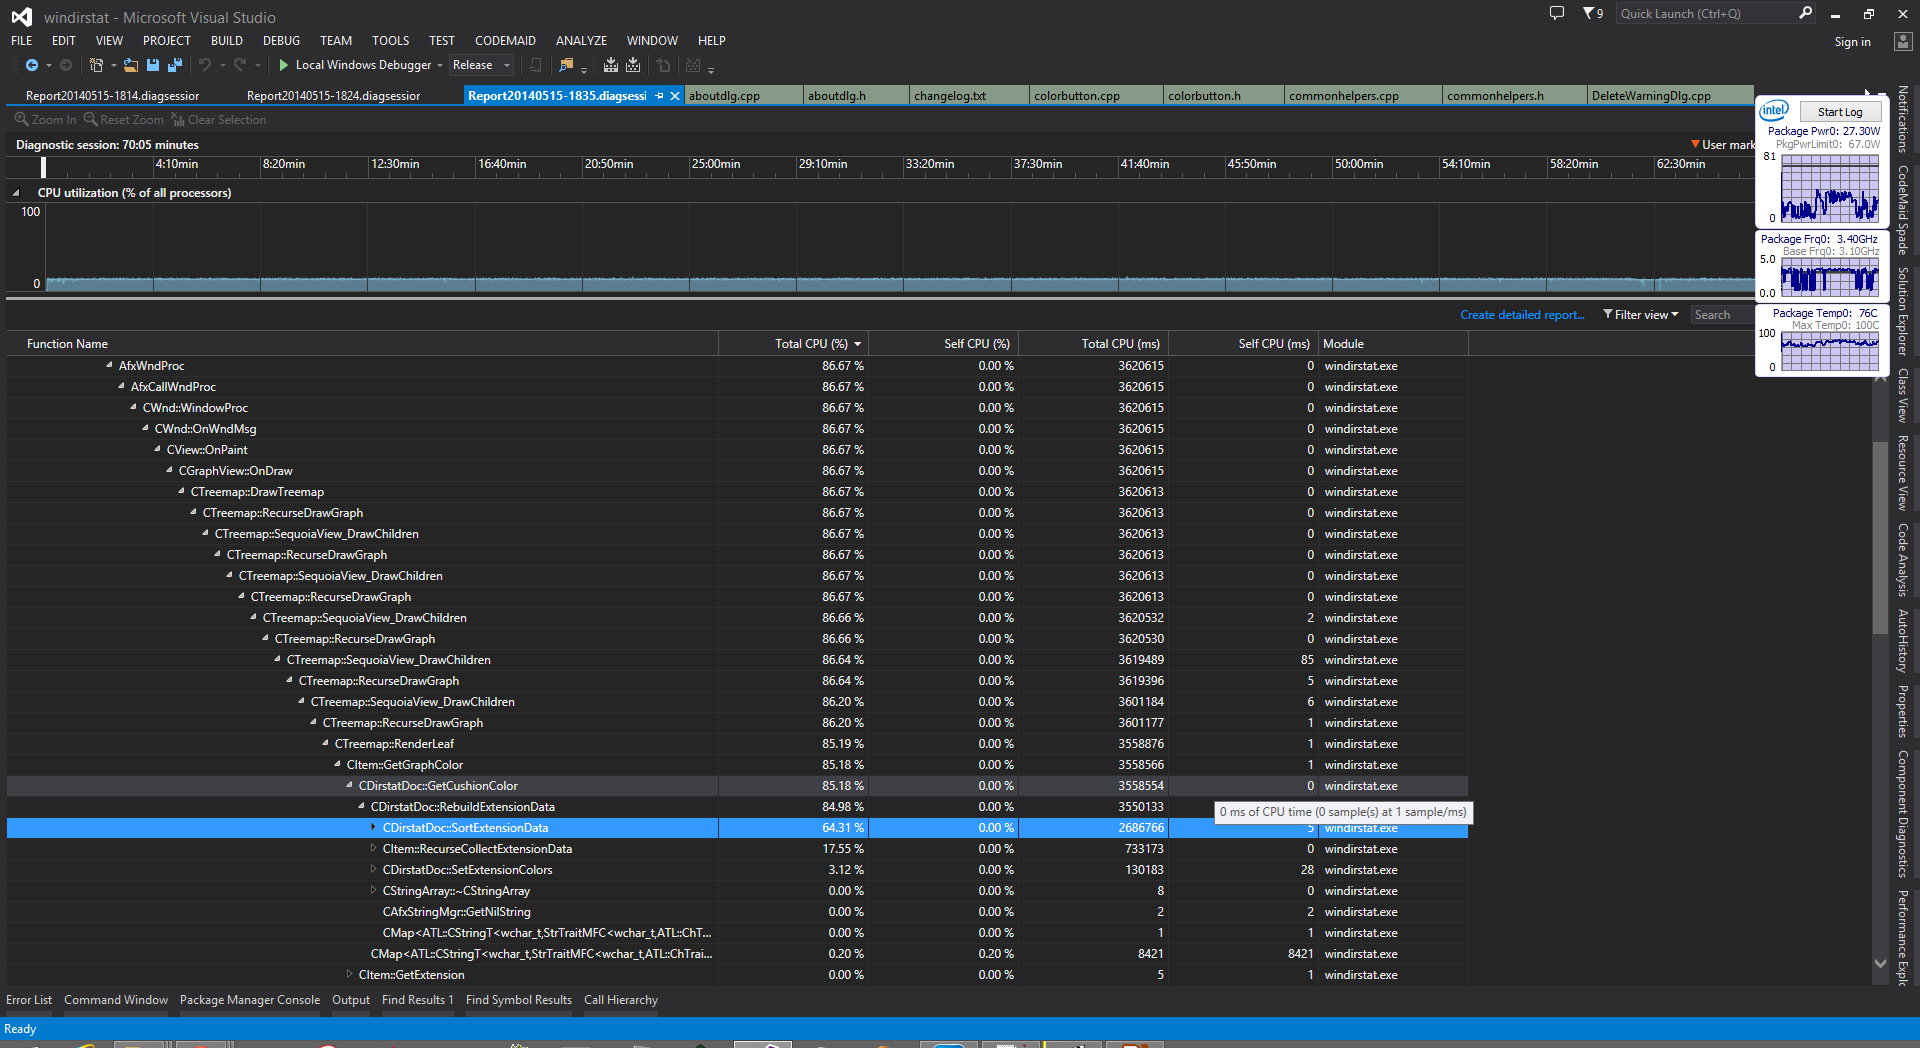 windirstat - Microsoft Visual Studio
9
Quick Launch (Ctrl+Q)
FILE EDIT VIEW PROJECT BUILD DEBUG TEAM TOOLS TEST CODEMAID ANALYZE WINDOW HELP
Sign in
Local Windows Debugger Release
Report20140515-1814.diagsession Report20140515-1824.diagsession Report20140515-1835.diagsessi aboutdlg.cpp aboutdlg.h changelog.txt colorbutton.cpp colorbutton.h commonhelpers.cpp commonhelpers.h DeleteWarningDlg.cpp
Zoom In Reset Zoom Clear Selection
Diagnostic session: 70:05 minutes
User mark
4:10min 8:20min 12:30min 16:40min 20:50min 25:00min 29:10min 33:20min 37:30min 41:40min 45:50min 50:00min 54:10min 58:20min 62:30min
CPU utilization (% of all processors)
100
0
intel Start Log
Package Pwr0: 27.30W
PkgPwrLimit0: 67.0W
81
0
Package Frq0: 3.40GHz
Base Frq0: 3.10GHz
5.0
0.0
Package Temp0: 76C
Max Temp0: 100C
100
0
Create detailed report... Filter view Search
Function Name Total CPU (%) Self CPU (%) Total CPU (ms) Self CPU (ms) Module
AfxWndProc 86.67 % 0.00 % 3620615 0 windirstat.exe
AfxCallWndProc 86.67 % 0.00 % 3620615 0 windirstat.exe
CWnd::WindowProc 86.67 % 0.00 % 3620615 0 windirstat.exe
CWnd::OnWndMsg 86.67 % 0.00 % 3620615 0 windirstat.exe
CView::OnPaint 86.67 % 0.00 % 3620615 0 windirstat.exe
CGraphView::OnDraw 86.67 % 0.00 % 3620615 0 windirstat.exe
CTreemap::DrawTreemap 86.67 % 0.00 % 3620613 0 windirstat.exe
CTreemap::RecurseDrawGraph 86.67 % 0.00 % 3620613 0 windirstat.exe
CTreemap::SequoiaView_DrawChildren 86.67 % 0.00 % 3620613 0 windirstat.exe
CTreemap::RecurseDrawGraph 86.67 % 0.00 % 3620613 0 windirstat.exe
CTreemap::SequoiaView_DrawChildren 86.67 % 0.00 % 3620613 0 windirstat.exe
CTreemap::RecurseDrawGraph 86.67 % 0.00 % 3620613 0 windirstat.exe
CTreemap::SequoiaView_DrawChildren 86.66 % 0.00 % 3620532 2 windirstat.exe
CTreemap::RecurseDrawGraph 86.66 % 0.00 % 3620530 0 windirstat.exe
CTreemap::SequoiaView_DrawChildren 86.64 % 0.00 % 3619489 85 windirstat.exe
CTreemap::RecurseDrawGraph 86.64 % 0.00 % 3619396 5 windirstat.exe
CTreemap::SequoiaView_DrawChildren 86.20 % 0.00 % 3601184 6 windirstat.exe
CTreemap::RecurseDrawGraph 86.20 % 0.00 % 3601177 1 windirstat.exe
CTreemap::RenderLeaf 85.19 % 0.00 % 3558876 1 windirstat.exe
CItem::GetGraphColor 85.18 % 0.00 % 3558566 1 windirstat.exe
CDirstatDoc::GetCushionColor 85.18 % 0.00 % 3558554 0 windirstat.exe
CDirstatDoc::RebuildExtensionData 84.98 % 0.00 % 3550133
0 ms of CPU time (0 sample(s) at 1 sample/ms)
CDirstatDoc::SortExtensionData 64.31 % 0.00 % 2686766 5 windirstat.exe
CItem::RecurseCollectExtensionData 17.55 % 0.00 % 733173 0 windirstat.exe
CDirstatDoc::SetExtensionColors 3.12 % 0.00 % 130183 28 windirstat.exe
CStringArray::~CStringArray 0.00 % 0.00 % 8 0 windirstat.exe
CAfxStringMgr::GetNilString 0.00 % 0.00 % 2 2 windirstat.exe
CMap<ATL::CStringT<wchar_t,StrTraitMFC<wchar_t,ATL::ChT... 0.00 % 0.00 % 1 1 windirstat.exe
CMap<ATL::CStringT<wchar_t,StrTraitMFC<wchar_t,ATL::ChTrai... 0.20 % 0.20 % 8421 8421 windirstat.exe
CItem::GetExtension 0.00 % 0.00 % 5 1 windirstat.exe
Notifications
CodeMaid Spade
Solution Explorer
Class View
Resource View
Code Analysis
AutoHistory
Properties
Component Diagnostics
Performance Explo
Error List Command Window Package Manager Console Output Find Results 1 Find Symbol Results Call Hierarchy
Ready